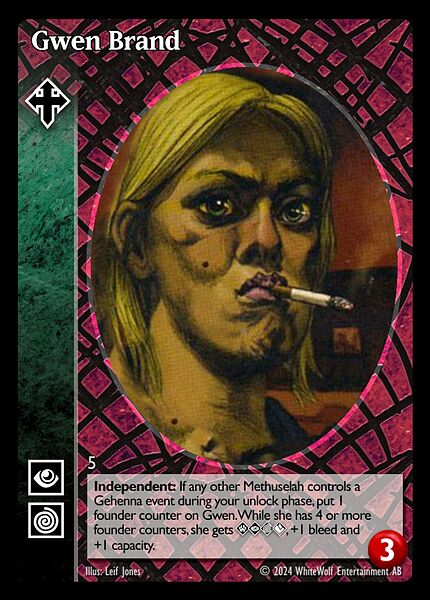 Gwen Brand
5
Independent: If any other Methuselah controls a
Gehenna event during your unlock phase, put 1
founder counter on Gwen. While she has 4 or more
founder counters, she gets , +1 bleed and
+1 capacity.
3
Illus: Leif Jones
© 2024 WhiteWolf Entertainment AB